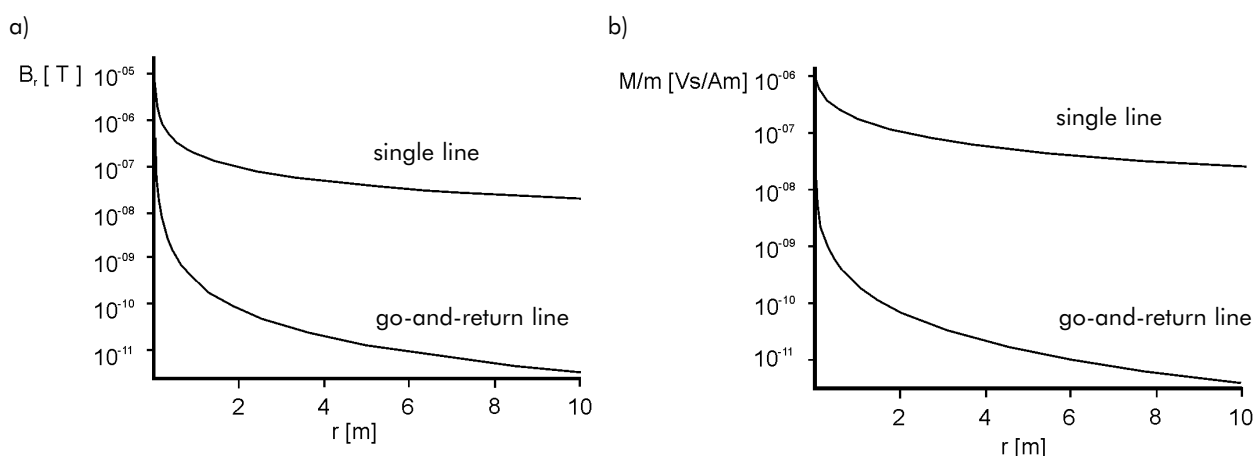 a)
Bᵣ [ T ]
10⁻⁰⁵
10⁻⁰⁶
10⁻⁰⁷
10⁻⁰⁸
10⁻⁰⁹
10⁻¹⁰
10⁻¹¹
single line
go-and-return line
2 4 6 8 10
r [m]
b)
M/m [Vs/Am]
10⁻⁰⁶
10⁻⁰⁷
10⁻⁰⁸
10⁻⁰⁹
10⁻¹⁰
10⁻¹¹
single line
go-and-return line
2 4 6 8 10
r [m]